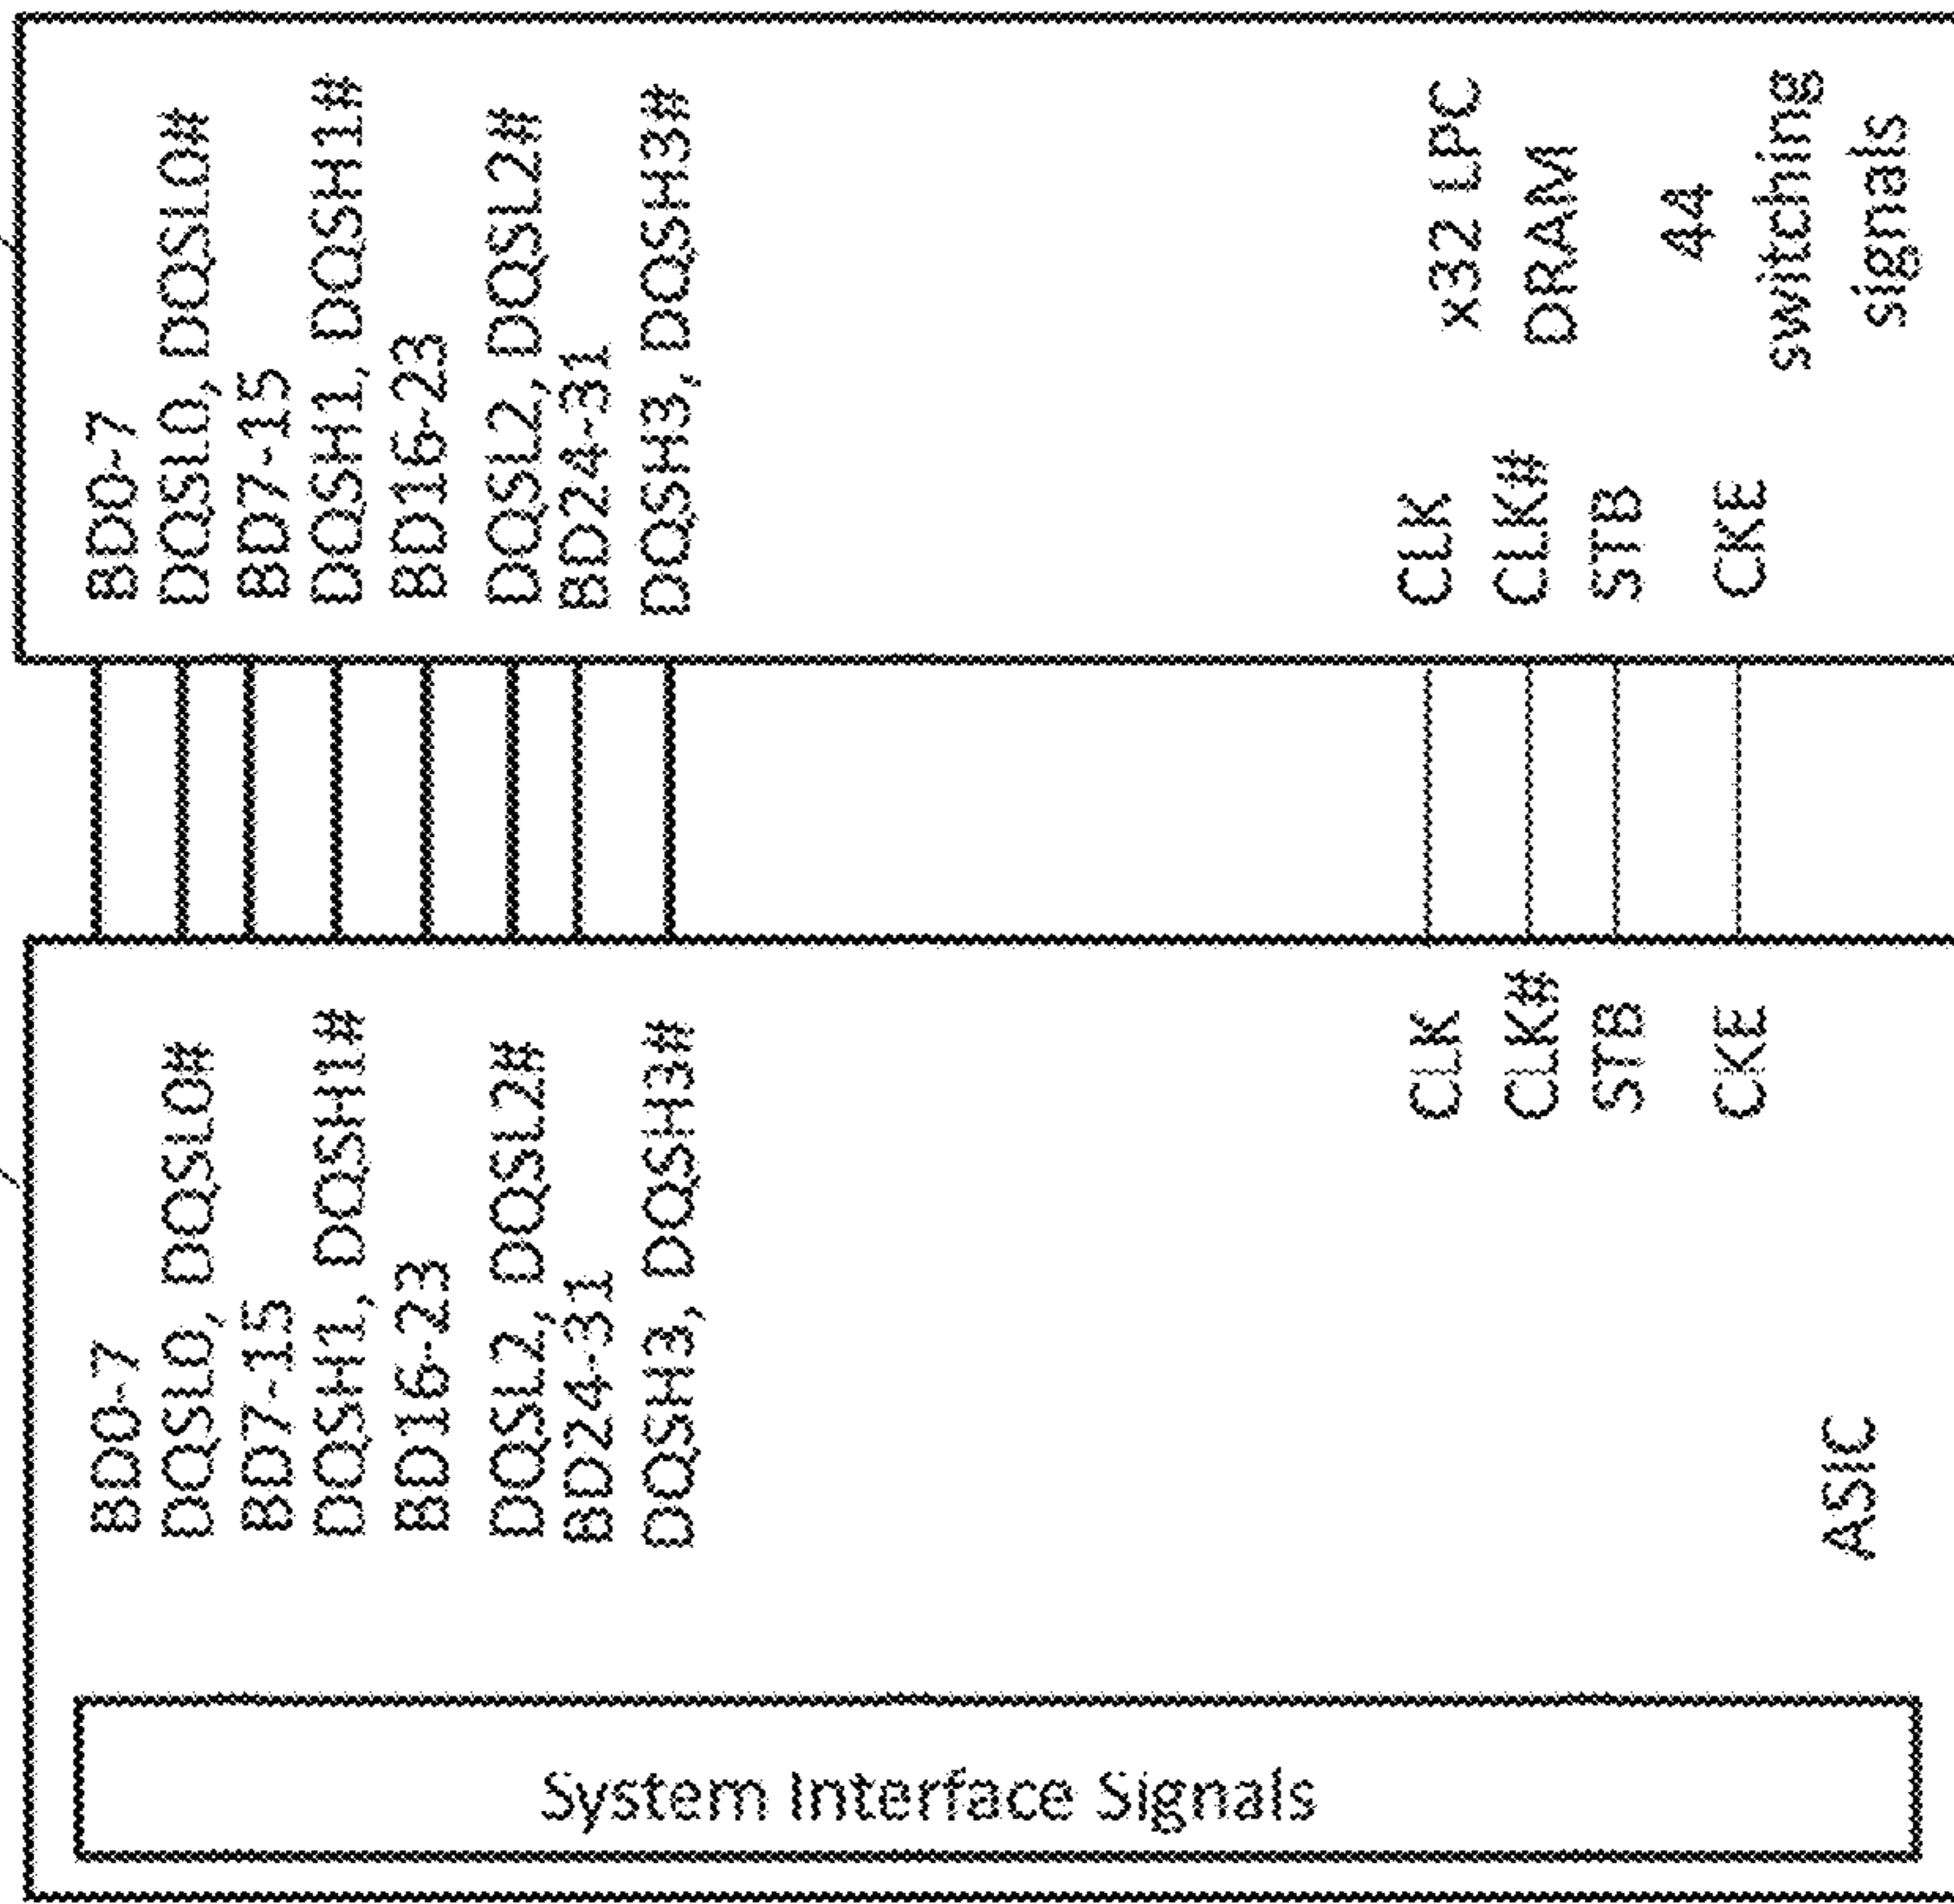 BD0-7
DQSL0, DQSL0#
BD7-15
DQSH1, DQSH1#
BD16-23
DQSL2, DQSL2#
BD24-31
DQSH3, DQSH3#
CLK
CLK#
STB
CKE
x32 LPC
DRAM
44
switching
signals
BD0-7
DQSL0, DQSL0#
BD7-15
DQSH1, DQSH1#
BD16-23
DQSL2, DQSL2#
BD24-31
DQSH3, DQSH3#
CLK
CLK#
STB
CKE
ASIC
System Interface Signals